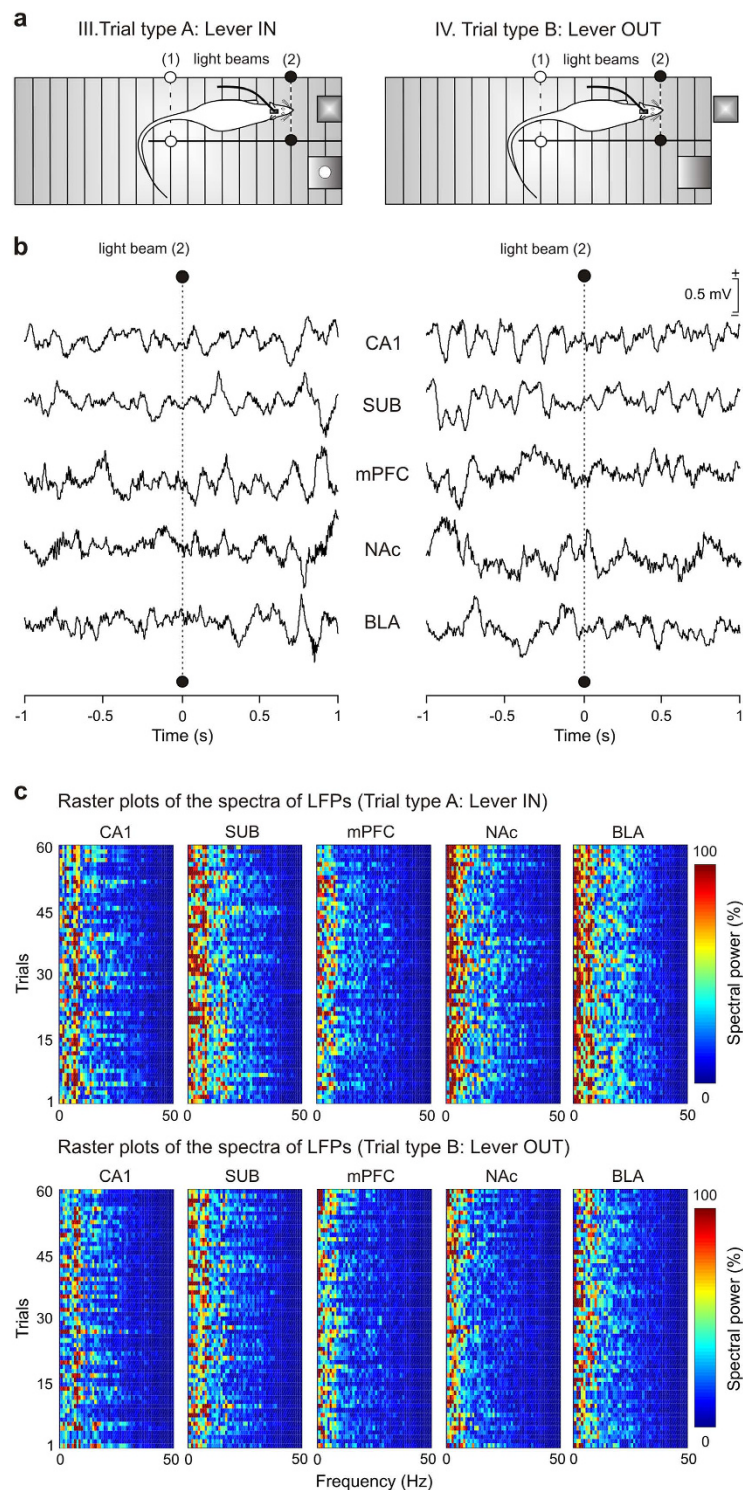 a
III.Trial type A: Lever IN
IV. Trial type B: Lever OUT
(1) light beams (2)
(1) light beams (2)
b
light beam (2)
light beam (2)
+
0.5 mV
–
CA1
SUB
mPFC
NAc
BLA
-1 -0.5 0 0.5 1
Time (s)
-1 -0.5 0 0.5 1
Time (s)
c
Raster plots of the spectra of LFPs (Trial type A: Lever IN)
CA1 SUB mPFC NAc BLA
60
45
30
15
1
Trials
0 50 0 50 0 50 0 50 0 50
100
0
Spectral power (%)
Raster plots of the spectra of LFPs (Trial type B: Lever OUT)
CA1 SUB mPFC NAc BLA
60
45
30
15
1
Trials
0 50 0 50 0 50 0 50 0 50
Frequency (Hz)
100
0
Spectral power (%)